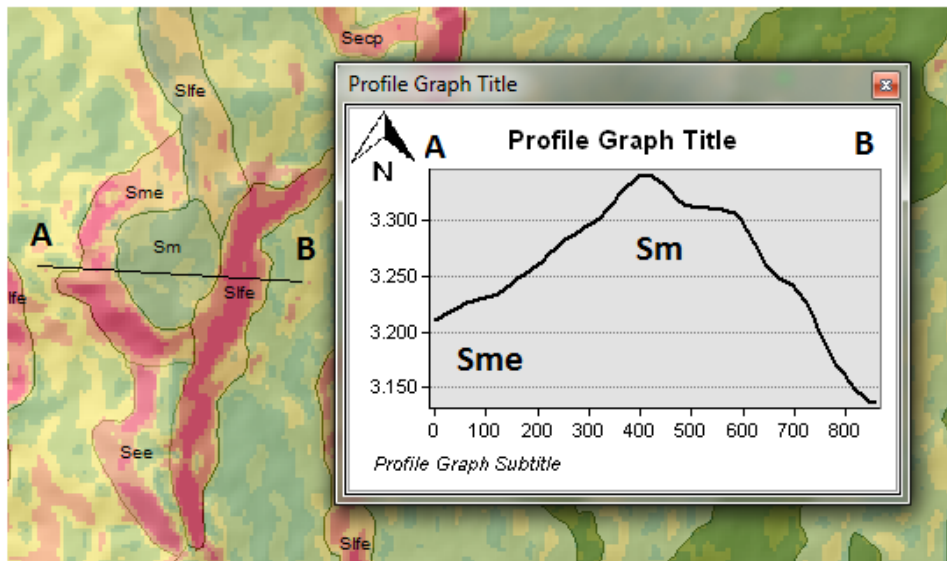 Secp
Slfe
Sme
A
Sm
B
Slfe
lfe
See
Slfe
Profile Graph Title
x
N
A
Profile Graph Title
B
3.300
3.250
3.200
3.150
Sm
Sme
0 100 200 300 400 500 600 700 800
Profile Graph Subtitle